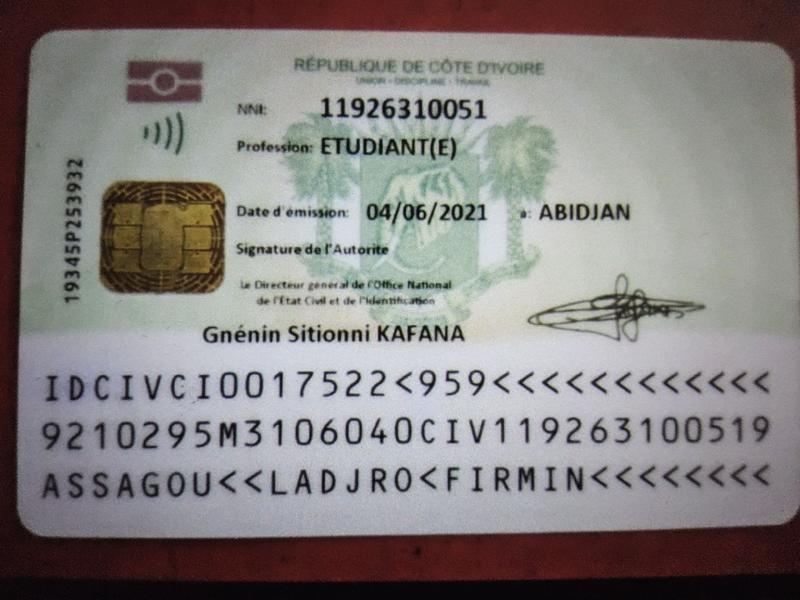 RÉPUBLIQUE DE CÔTE D'IVOIRE
UNION - DISCIPLINE - TRAVAIL
NNI: 11926310051
Profession: ETUDIANT(E)
Date d'émission: 04/06/2021 à: ABIDJAN
Signature de l'Autorite
Le Directeur général de l'Office National
de l'État Civil et de l'Identification
Gnénin Sitionni KAFANA
19345P253932
IDCIVCI0017522<959<<<<<<<<<<<<
9210295M3106040CIV119263100519
ASSAGOU<<LADJRO<FIRMIN<<<<<<<<